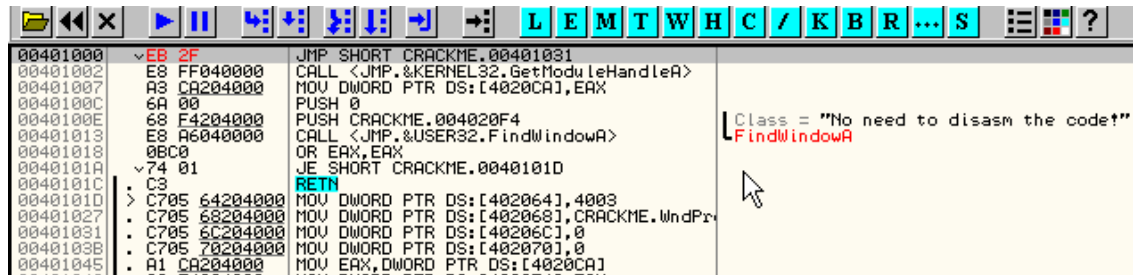 L E M T W H C / K B R ... S ?
00401000 EB 2F JMP SHORT CRACKME.00401031
00401002 E8 FF040000 CALL <JMP.&KERNEL32.GetModuleHandleA>
00401007 A3 CA204000 MOV DWORD PTR DS:[4020CA],EAX
0040100C 6A 00 PUSH 0
0040100E 68 F4204000 PUSH CRACKME.004020F4 Class = "No need to disasm the code!"
00401013 E8 A6040000 CALL <JMP.&USER32.FindWindowA> FindWindowA
00401018 0BC0 OR EAX,EAX
0040101A 74 01 JE SHORT CRACKME.0040101D
0040101C . C3 RETN
0040101D > C705 64204000 MOV DWORD PTR DS:[402064],4003
00401027 . C705 68204000 MOV DWORD PTR DS:[402068],CRACKME.WndPr
00401031 . C705 6C204000 MOV DWORD PTR DS:[40206C],0
0040103B . C705 70204000 MOV DWORD PTR DS:[402070],0
00401045 . A1 CA204000 MOV EAX,DWORD PTR DS:[4020CA]